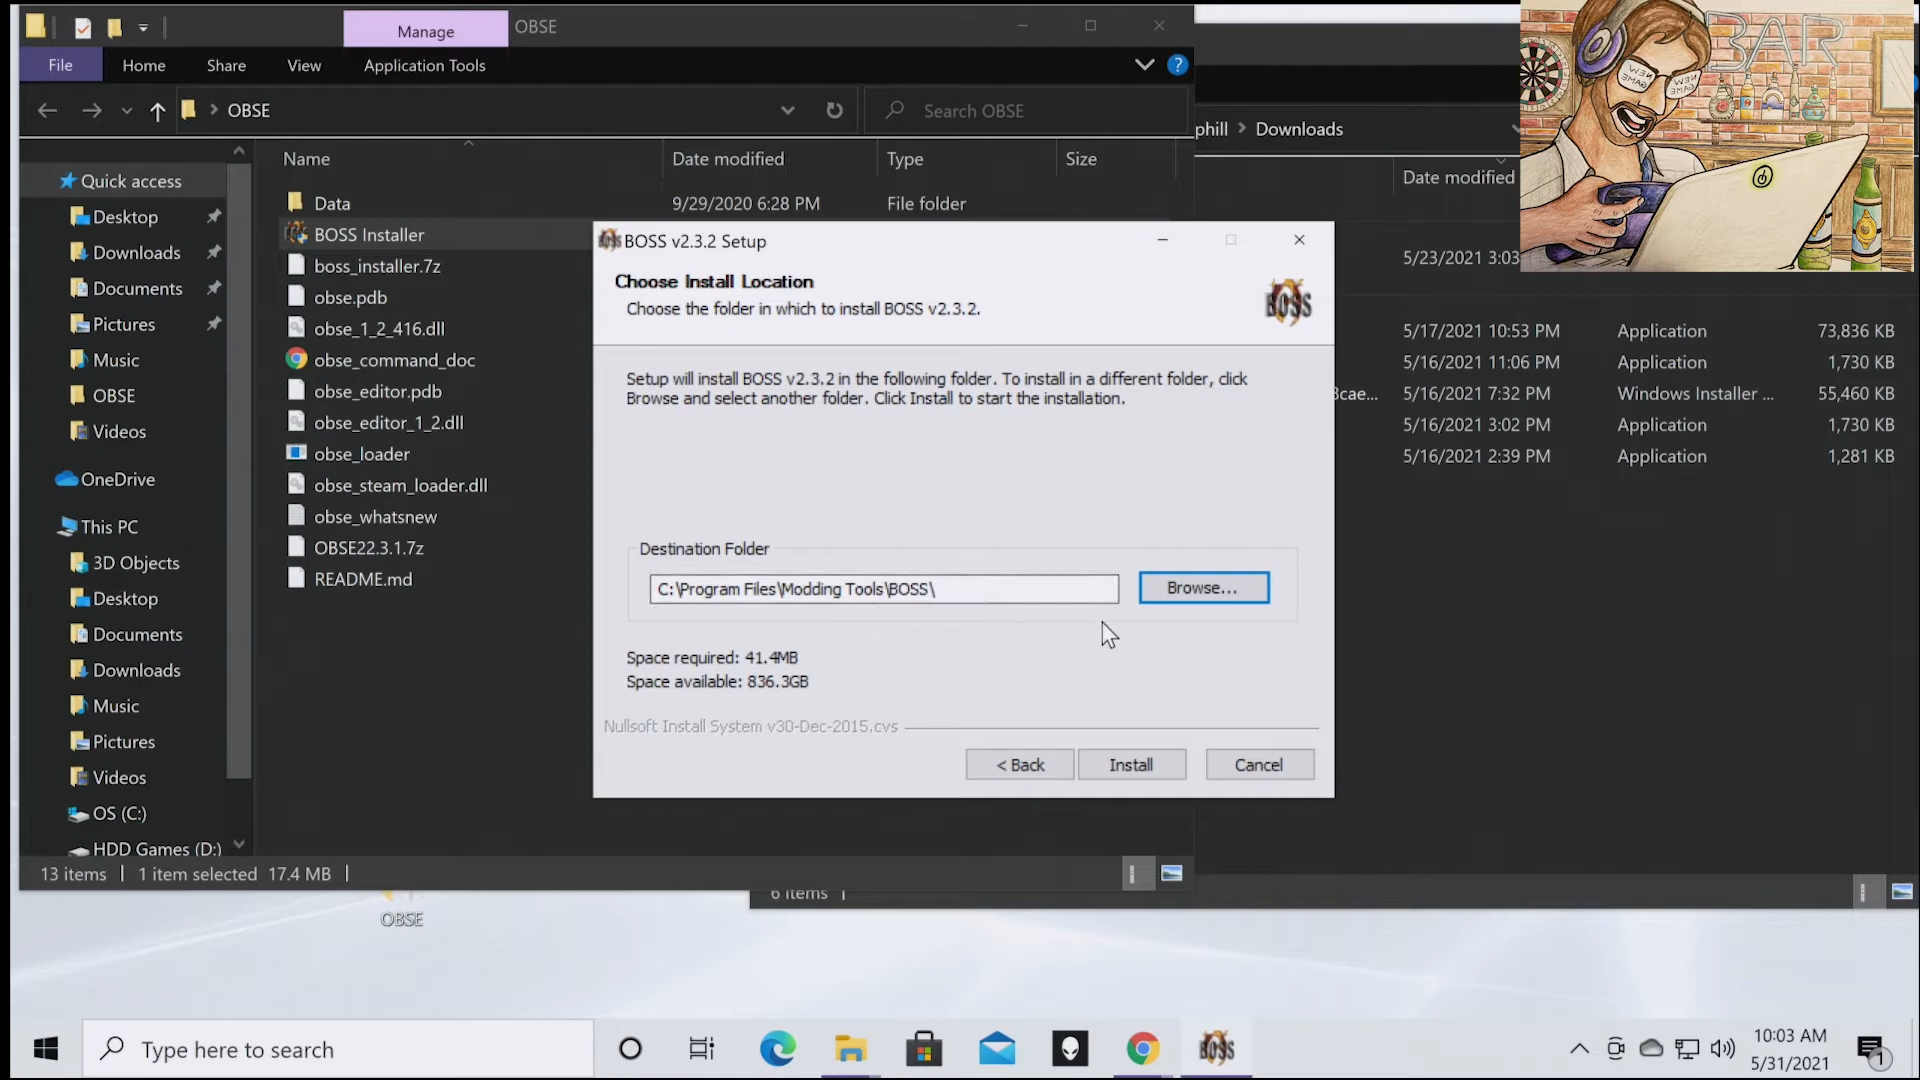 Manage
OBSE
File
Home
Share
View
Application Tools
?
OBSE
Search OBSE
phill > Downloads
Name
Date modified
Type
Size
Date modified
Quick access
Desktop
Downloads
Documents
Pictures
Music
OBSE
Videos
OneDrive
This PC
3D Objects
Desktop
Documents
Downloads
Music
Pictures
Videos
OS (C:)
HDD Games (D:)
Data
9/29/2020 6:28 PM
File folder
BOSS Installer
boss_installer.7z
obse.pdb
obse_1_2_416.dll
obse_command_doc
obse_editor.pdb
obse_editor_1_2.dll
obse_loader
obse_steam_loader.dll
obse_whatsnew
OBSE22.3.1.7z
README.md
BOSS v2.3.2 Setup
Choose Install Location
Choose the folder in which to install BOSS v2.3.2.
BOSS
Setup will install BOSS v2.3.2 in the following folder. To install in a different folder, click
Browse and select another folder. Click Install to start the installation.
Destination Folder
C:\Program Files\Modding Tools\BOSS\
Browse...
Space required: 41.4MB
Space available: 836.3GB
Nullsoft Install System v30-Dec-2015.cvs
< Back
Install
Cancel
5/23/2021 3:03
5/17/2021 10:53 PM
Application
73,836 KB
5/16/2021 11:06 PM
Application
1,730 KB
3cae...
5/16/2021 7:32 PM
Windows Installer ...
55,460 KB
5/16/2021 3:02 PM
Application
1,730 KB
5/16/2021 2:39 PM
Application
1,281 KB
BAR
NEW GAME
NEW GAME
13 items
1 item selected 17.4 MB
6 items
OBSE
Type here to search
BOSS
10:03 AM
5/31/2021
1